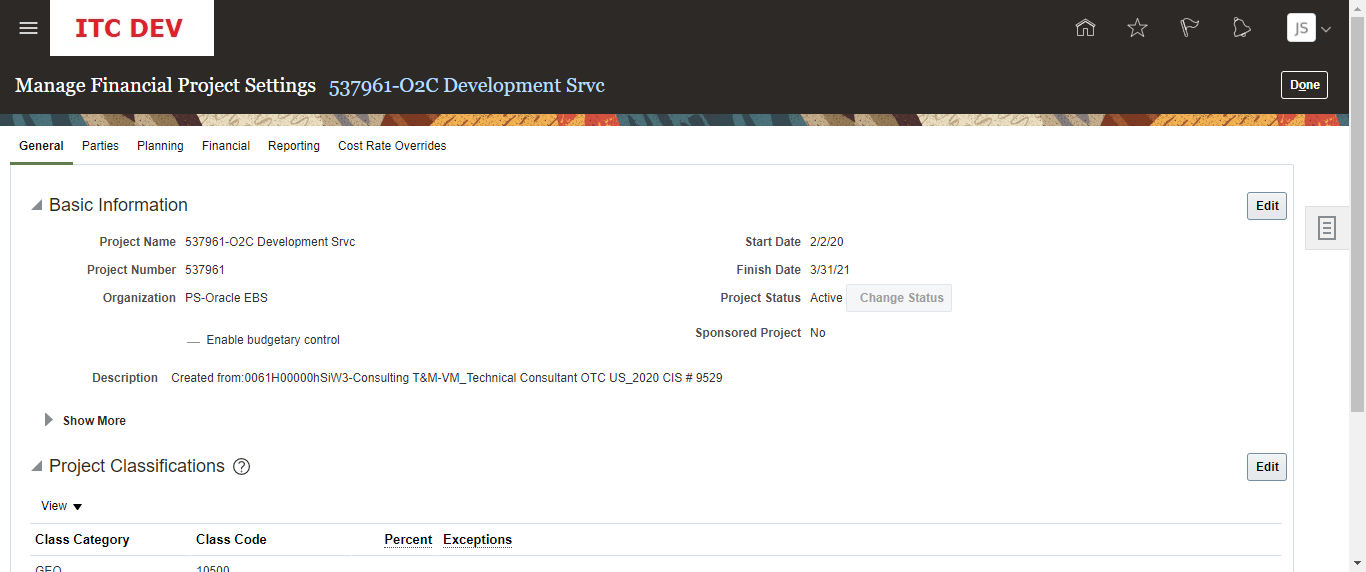 ITC DEV
JS
Manage Financial Project Settings 537961-O2C Development Srvc
Done
General Parties Planning Financial Reporting Cost Rate Overrides
Basic Information
Edit
Project Name 537961-O2C Development Srvc
Start Date 2/2/20
Project Number 537961
Finish Date 3/31/21
Organization PS-Oracle EBS
Project Status Active Change Status
Sponsored Project No
Enable budgetary control
Description Created from:0061H00000hSiW3-Consulting T&M-VM_Technical Consultant OTC US_2020 CIS # 9529
Show More
Project Classifications ?
Edit
View
Class Category Class Code Percent Exceptions
GEO 10500